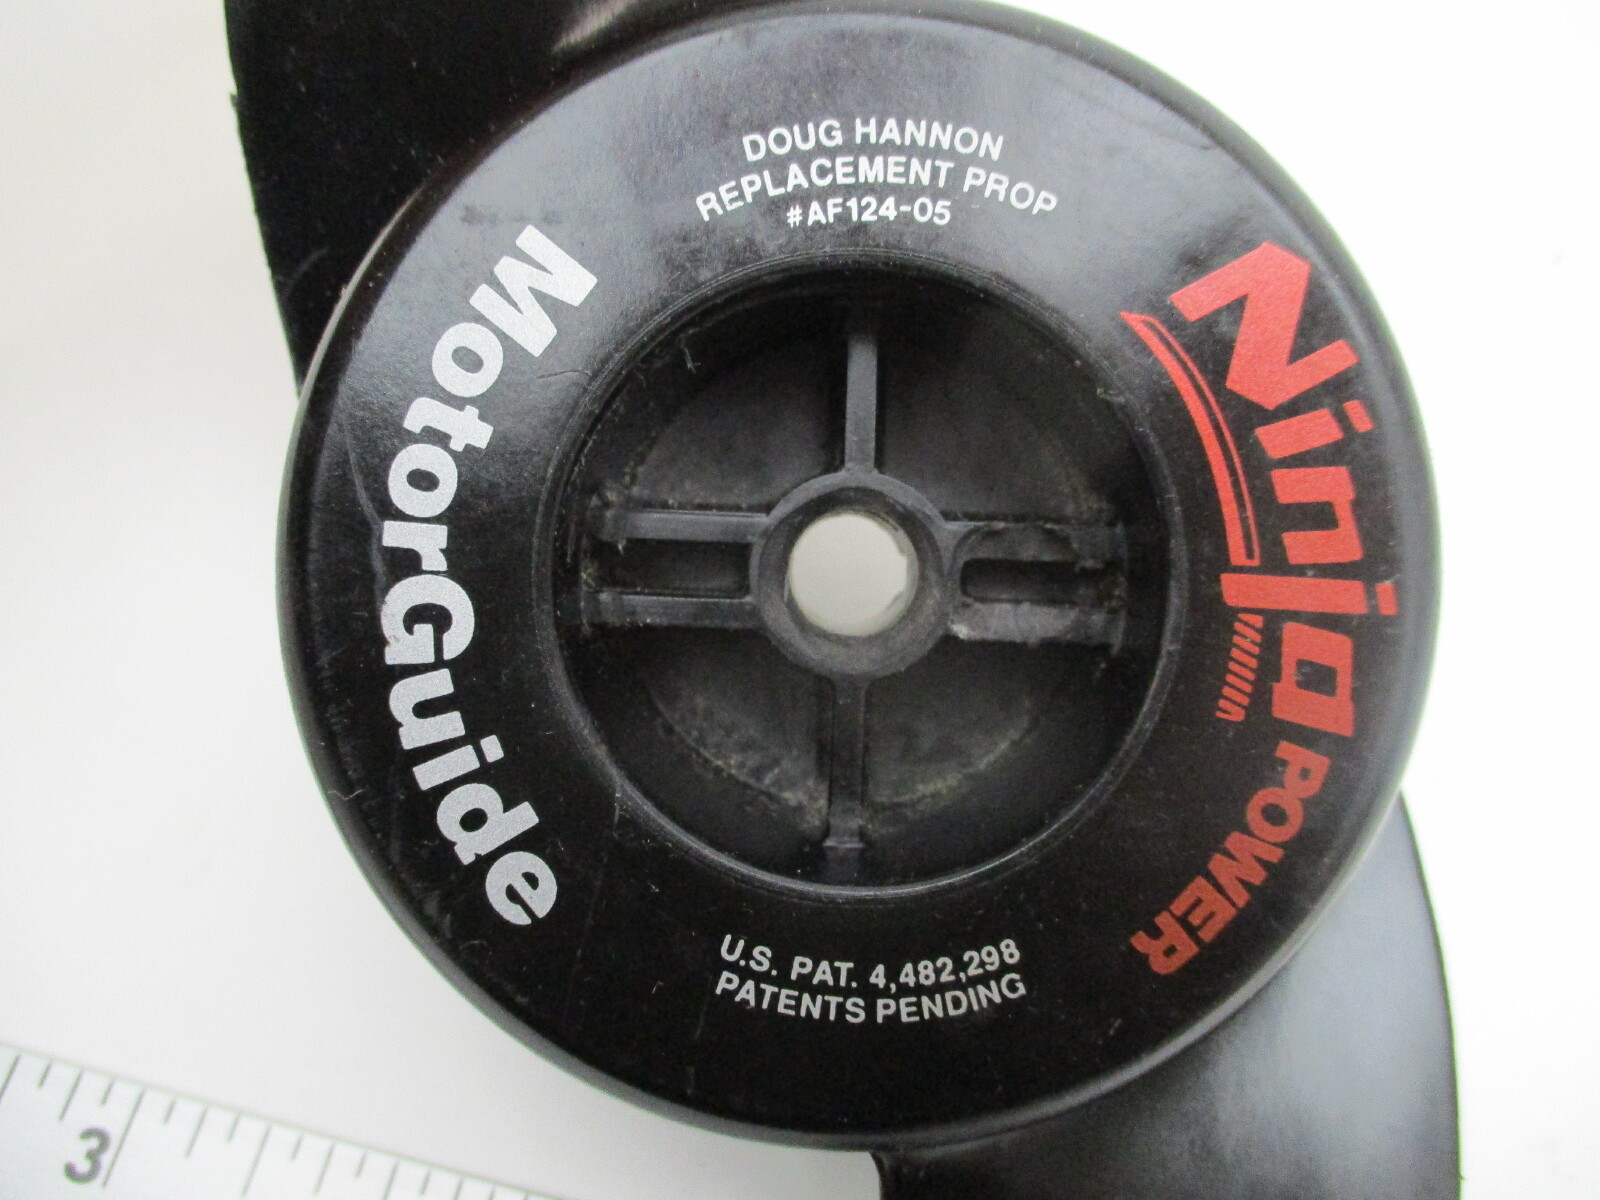 DOUG HANNON
REPLACEMENT PROP
#AF124-05
MotorGuide
Ninja
POWER
U.S. PAT. 4,482,298
PATENTS PENDING
3